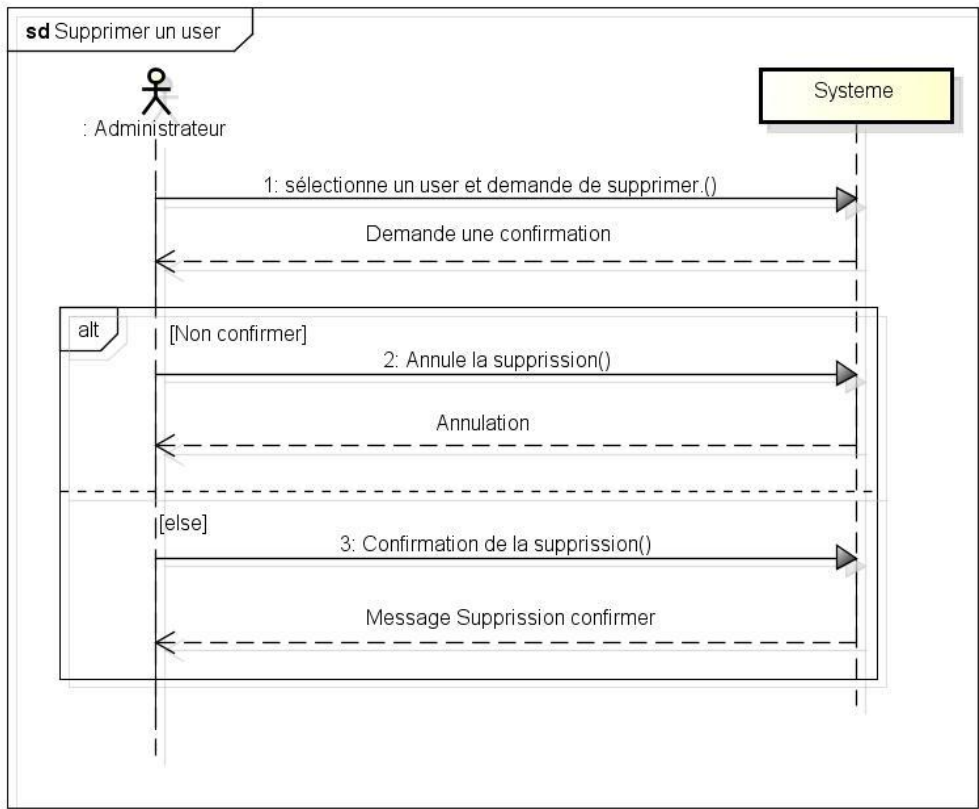 sd Supprimer un user
: Administrateur
Systeme
1: sélectionne un user et demande de supprimer.()
Demande une confirmation
alt
[Non confirmer]
2: Annule la supprission()
Annulation
[else]
3: Confirmation de la supprission()
Message Supprission confirmer